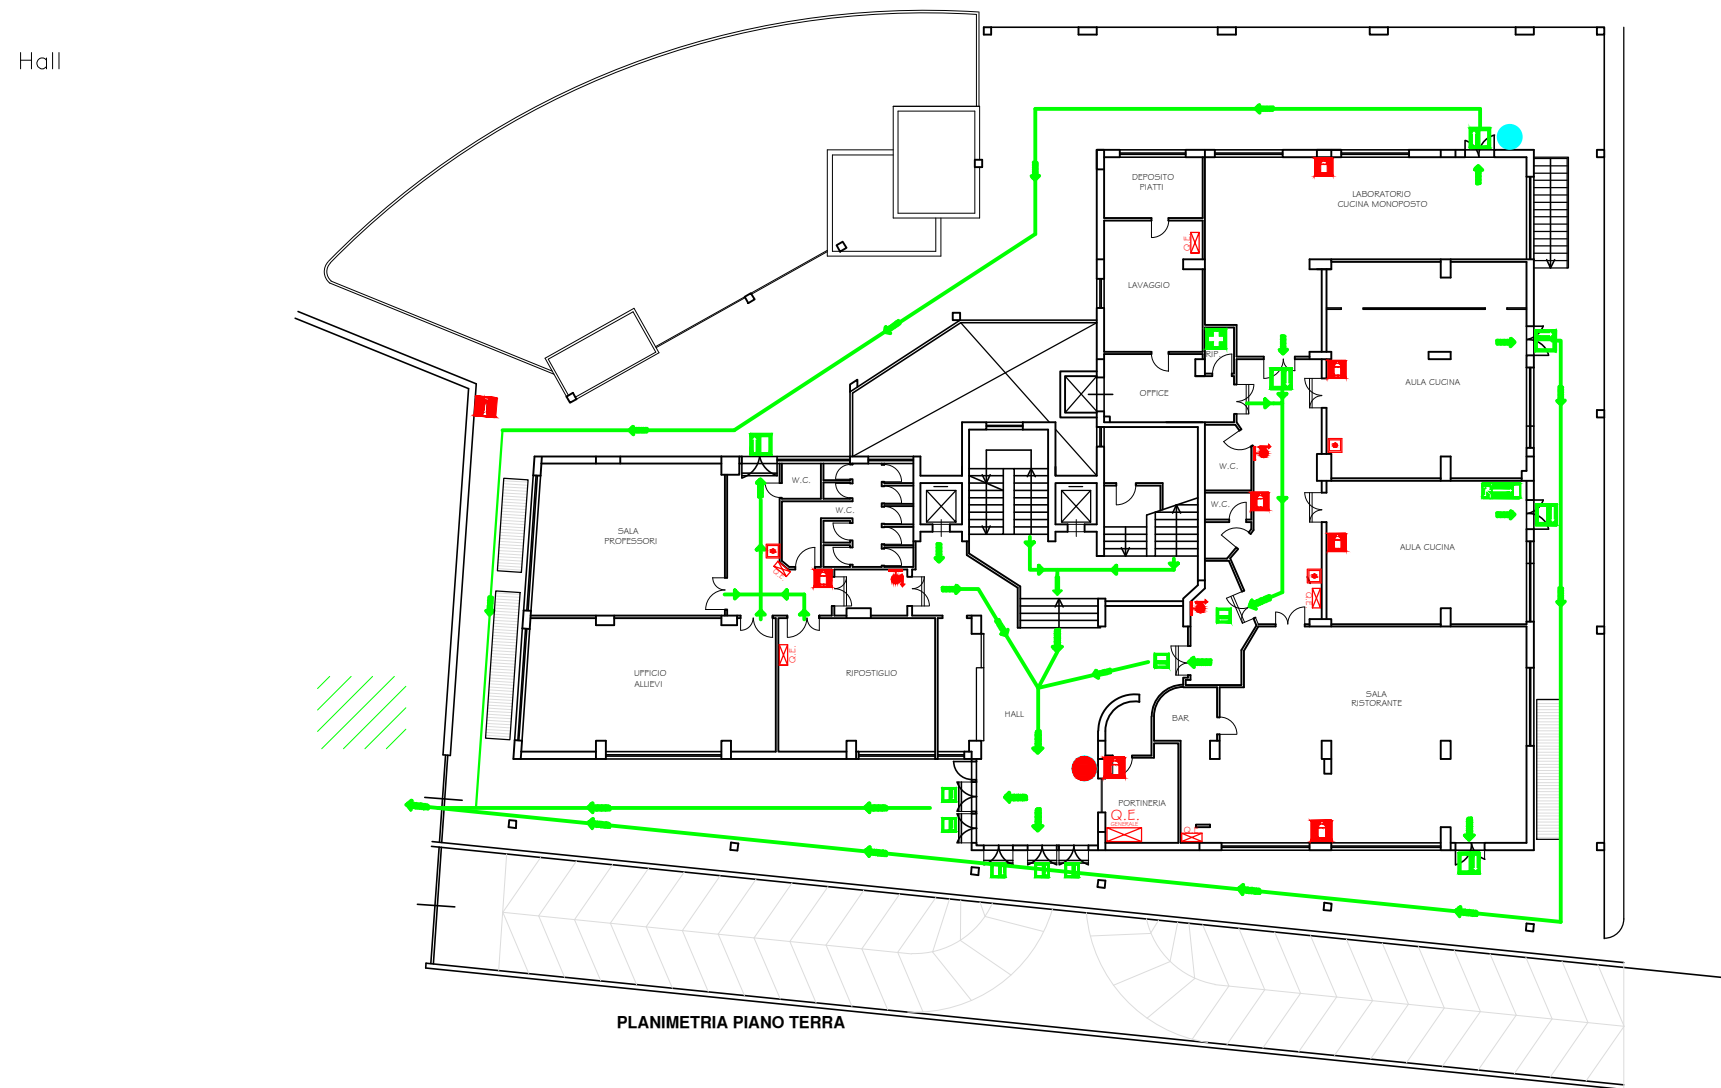 Hall
DEPOSITO
PIATTI
LABORATORIO
CUCINA MONOPOSTO
Q.E.
LAVAGGIO
RIP.
OFFICE
AULA CUCINA
W.C.
W.C.
W.C.
W.C.
SALA
PROFESSORI
AULA CUCINA
Q.E.
Q.E.
UFFICIO
ALLIEVI
Q.E.
RIPOSTIGLIO
HALL
BAR
SALA
RISTORANTE
PORTINERIA
Q.E.
GENERALE
Q.E.
PLANIMETRIA PIANO TERRA